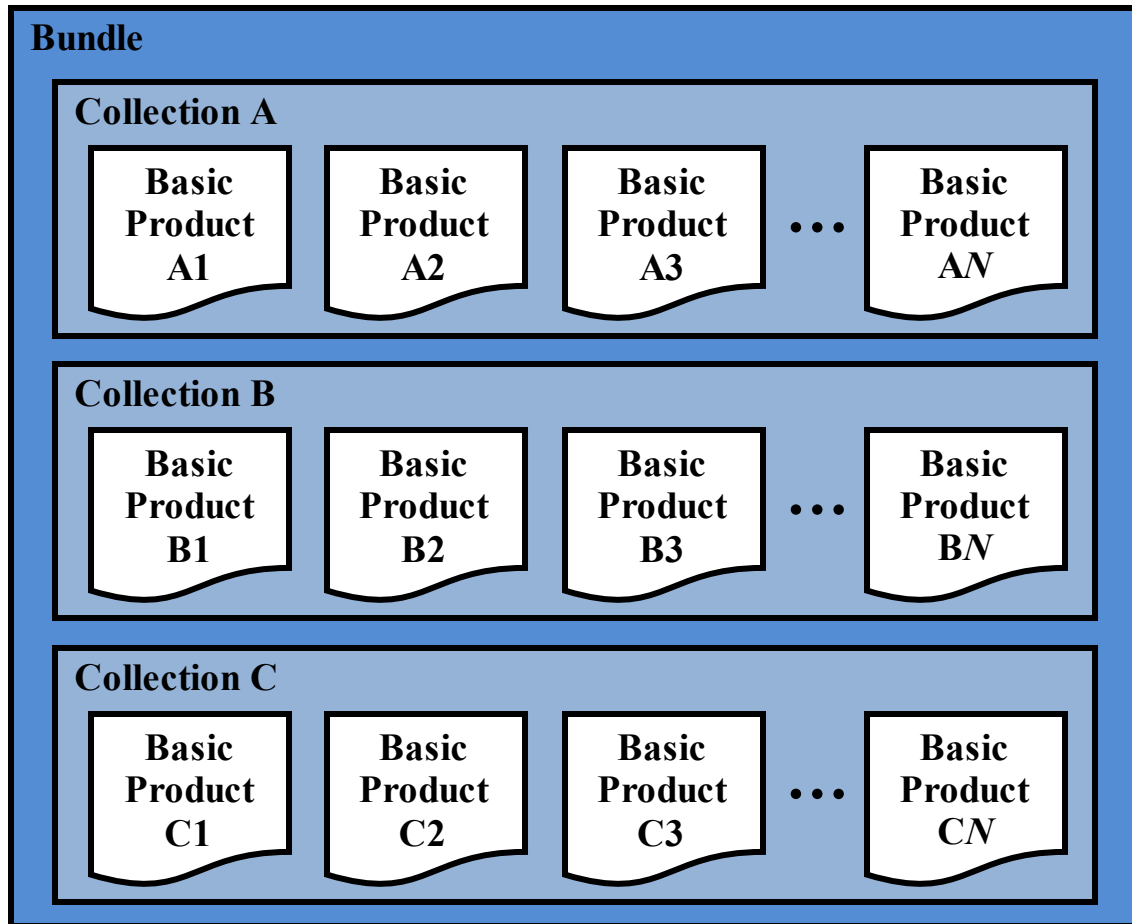 Bundle
Collection A
Basic
Product
A1
Basic
Product
A2
Basic
Product
A3
...
Basic
Product
AN
Collection B
Basic
Product
B1
Basic
Product
B2
Basic
Product
B3
...
Basic
Product
BN
Collection C
Basic
Product
C1
Basic
Product
C2
Basic
Product
C3
...
Basic
Product
CN